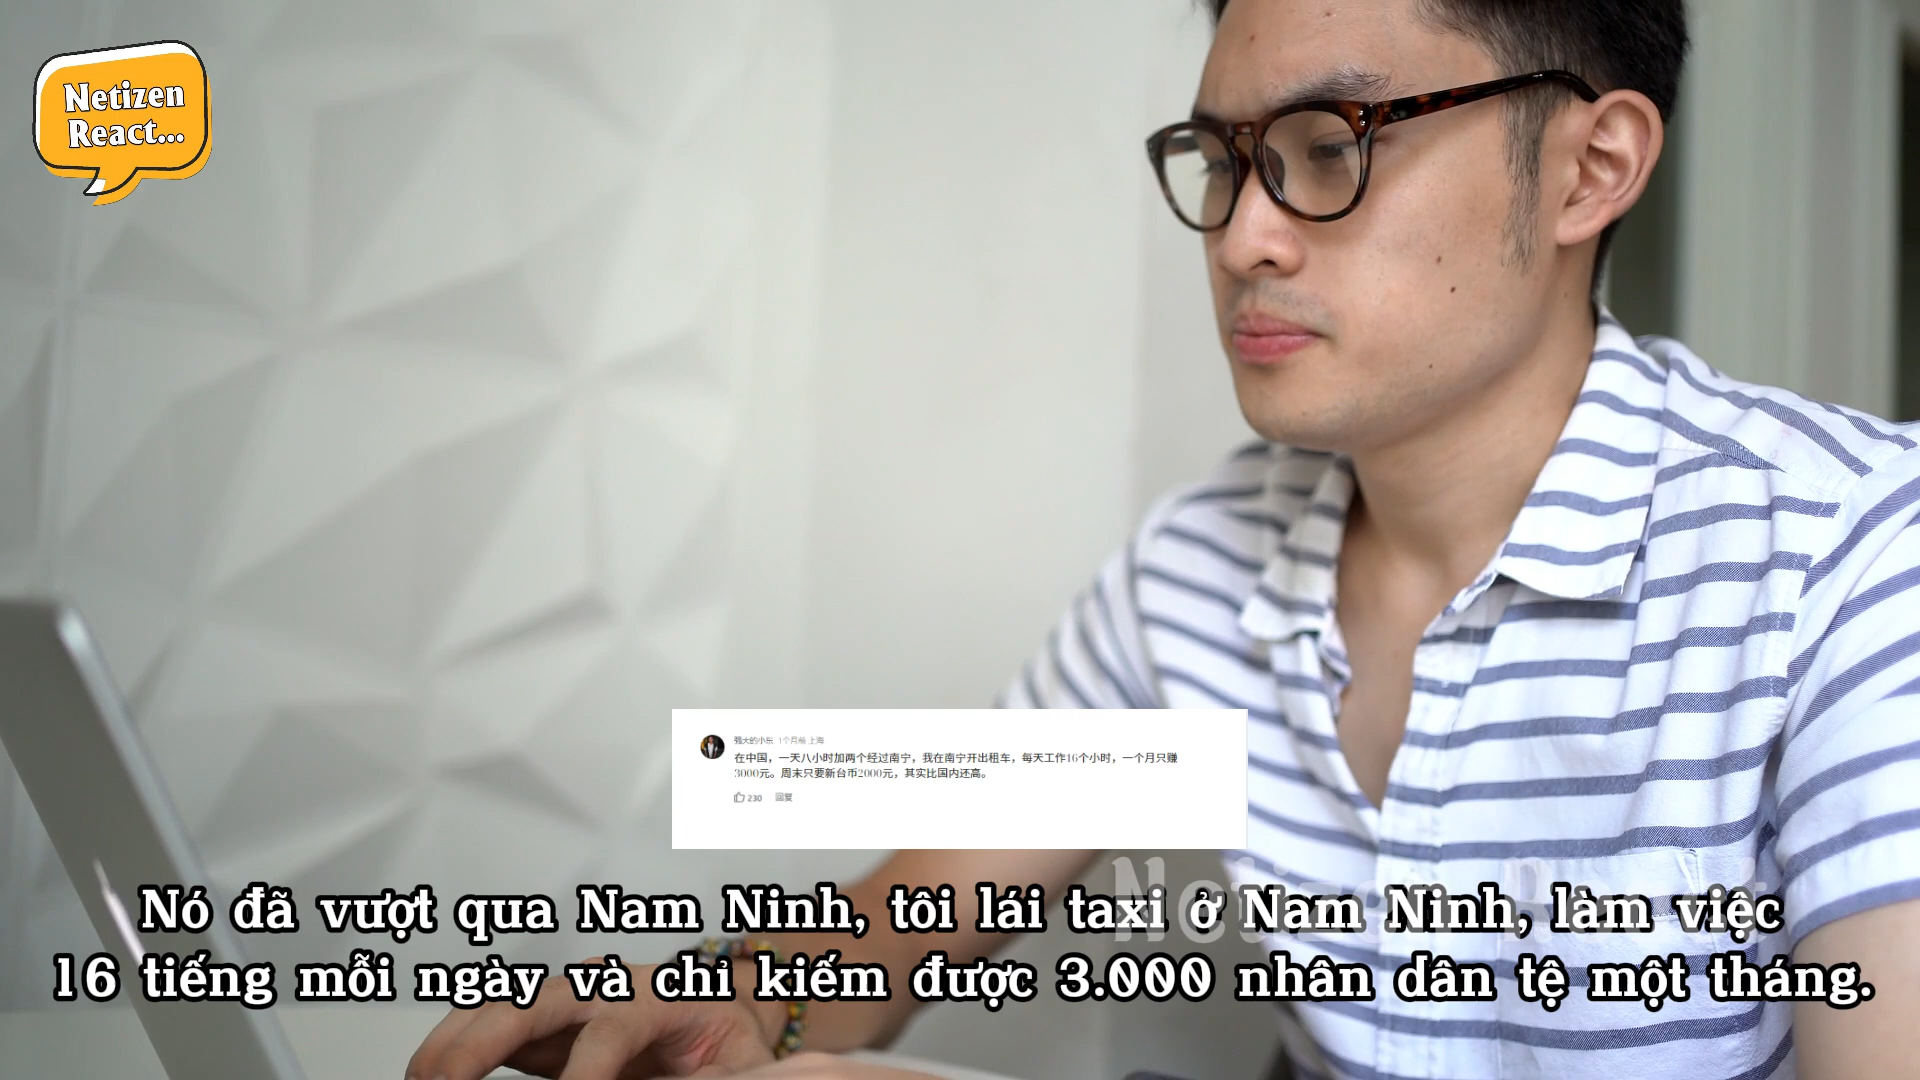 Netizen
React...
强大的小东 1个月前 上海
在中国，一天八小时加两个经过南宁，我在南宁开出租车，每天工作16个小时，一个月只赚
3000元。周末只要新台币2000元，其实比国内还高。
230 回复
Netizen React
Nó đã vượt qua Nam Ninh, tôi lái taxi ở Nam Ninh, làm việc
16 tiếng mỗi ngày và chỉ kiếm được 3.000 nhân dân tệ một tháng.